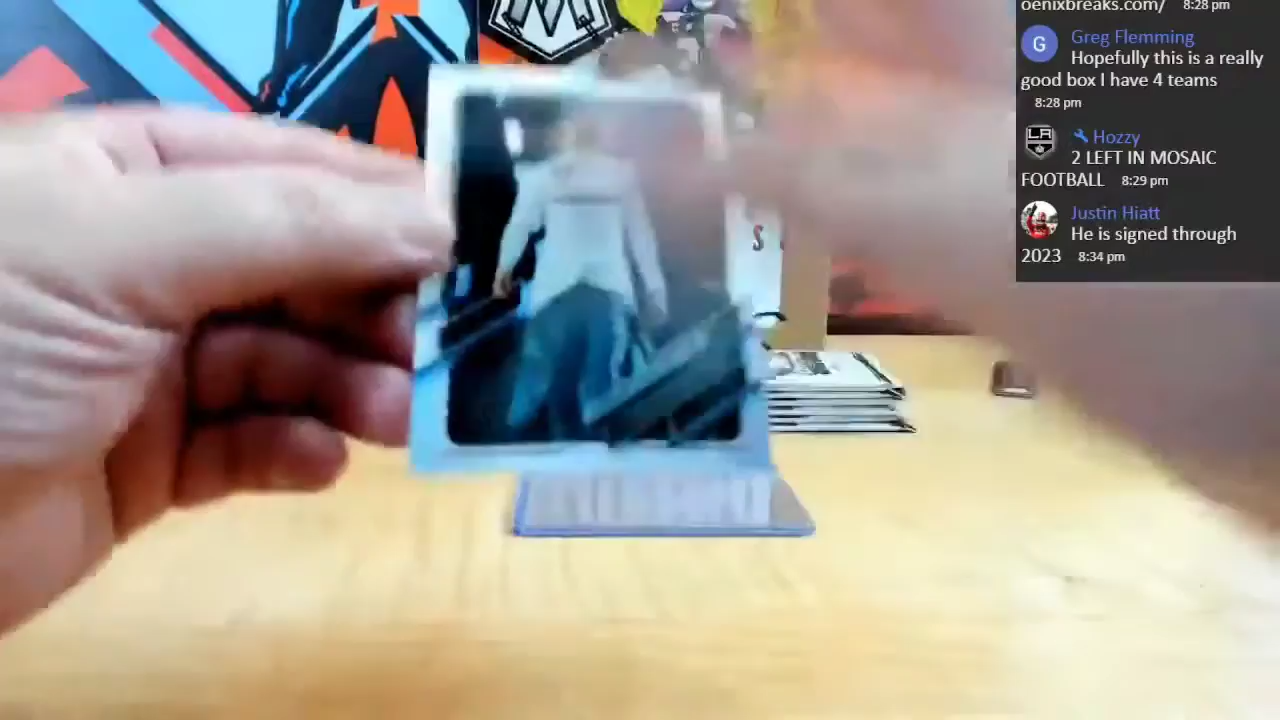 oenixbreaks.com/ 8:28 pm
G Greg Flemming
Hopefully this is a really
good box I have 4 teams
8:28 pm
LA Hozzy
2 LEFT IN MOSAIC
FOOTBALL 8:29 pm
Justin Hiatt
He is signed through
2023 8:34 pm
S